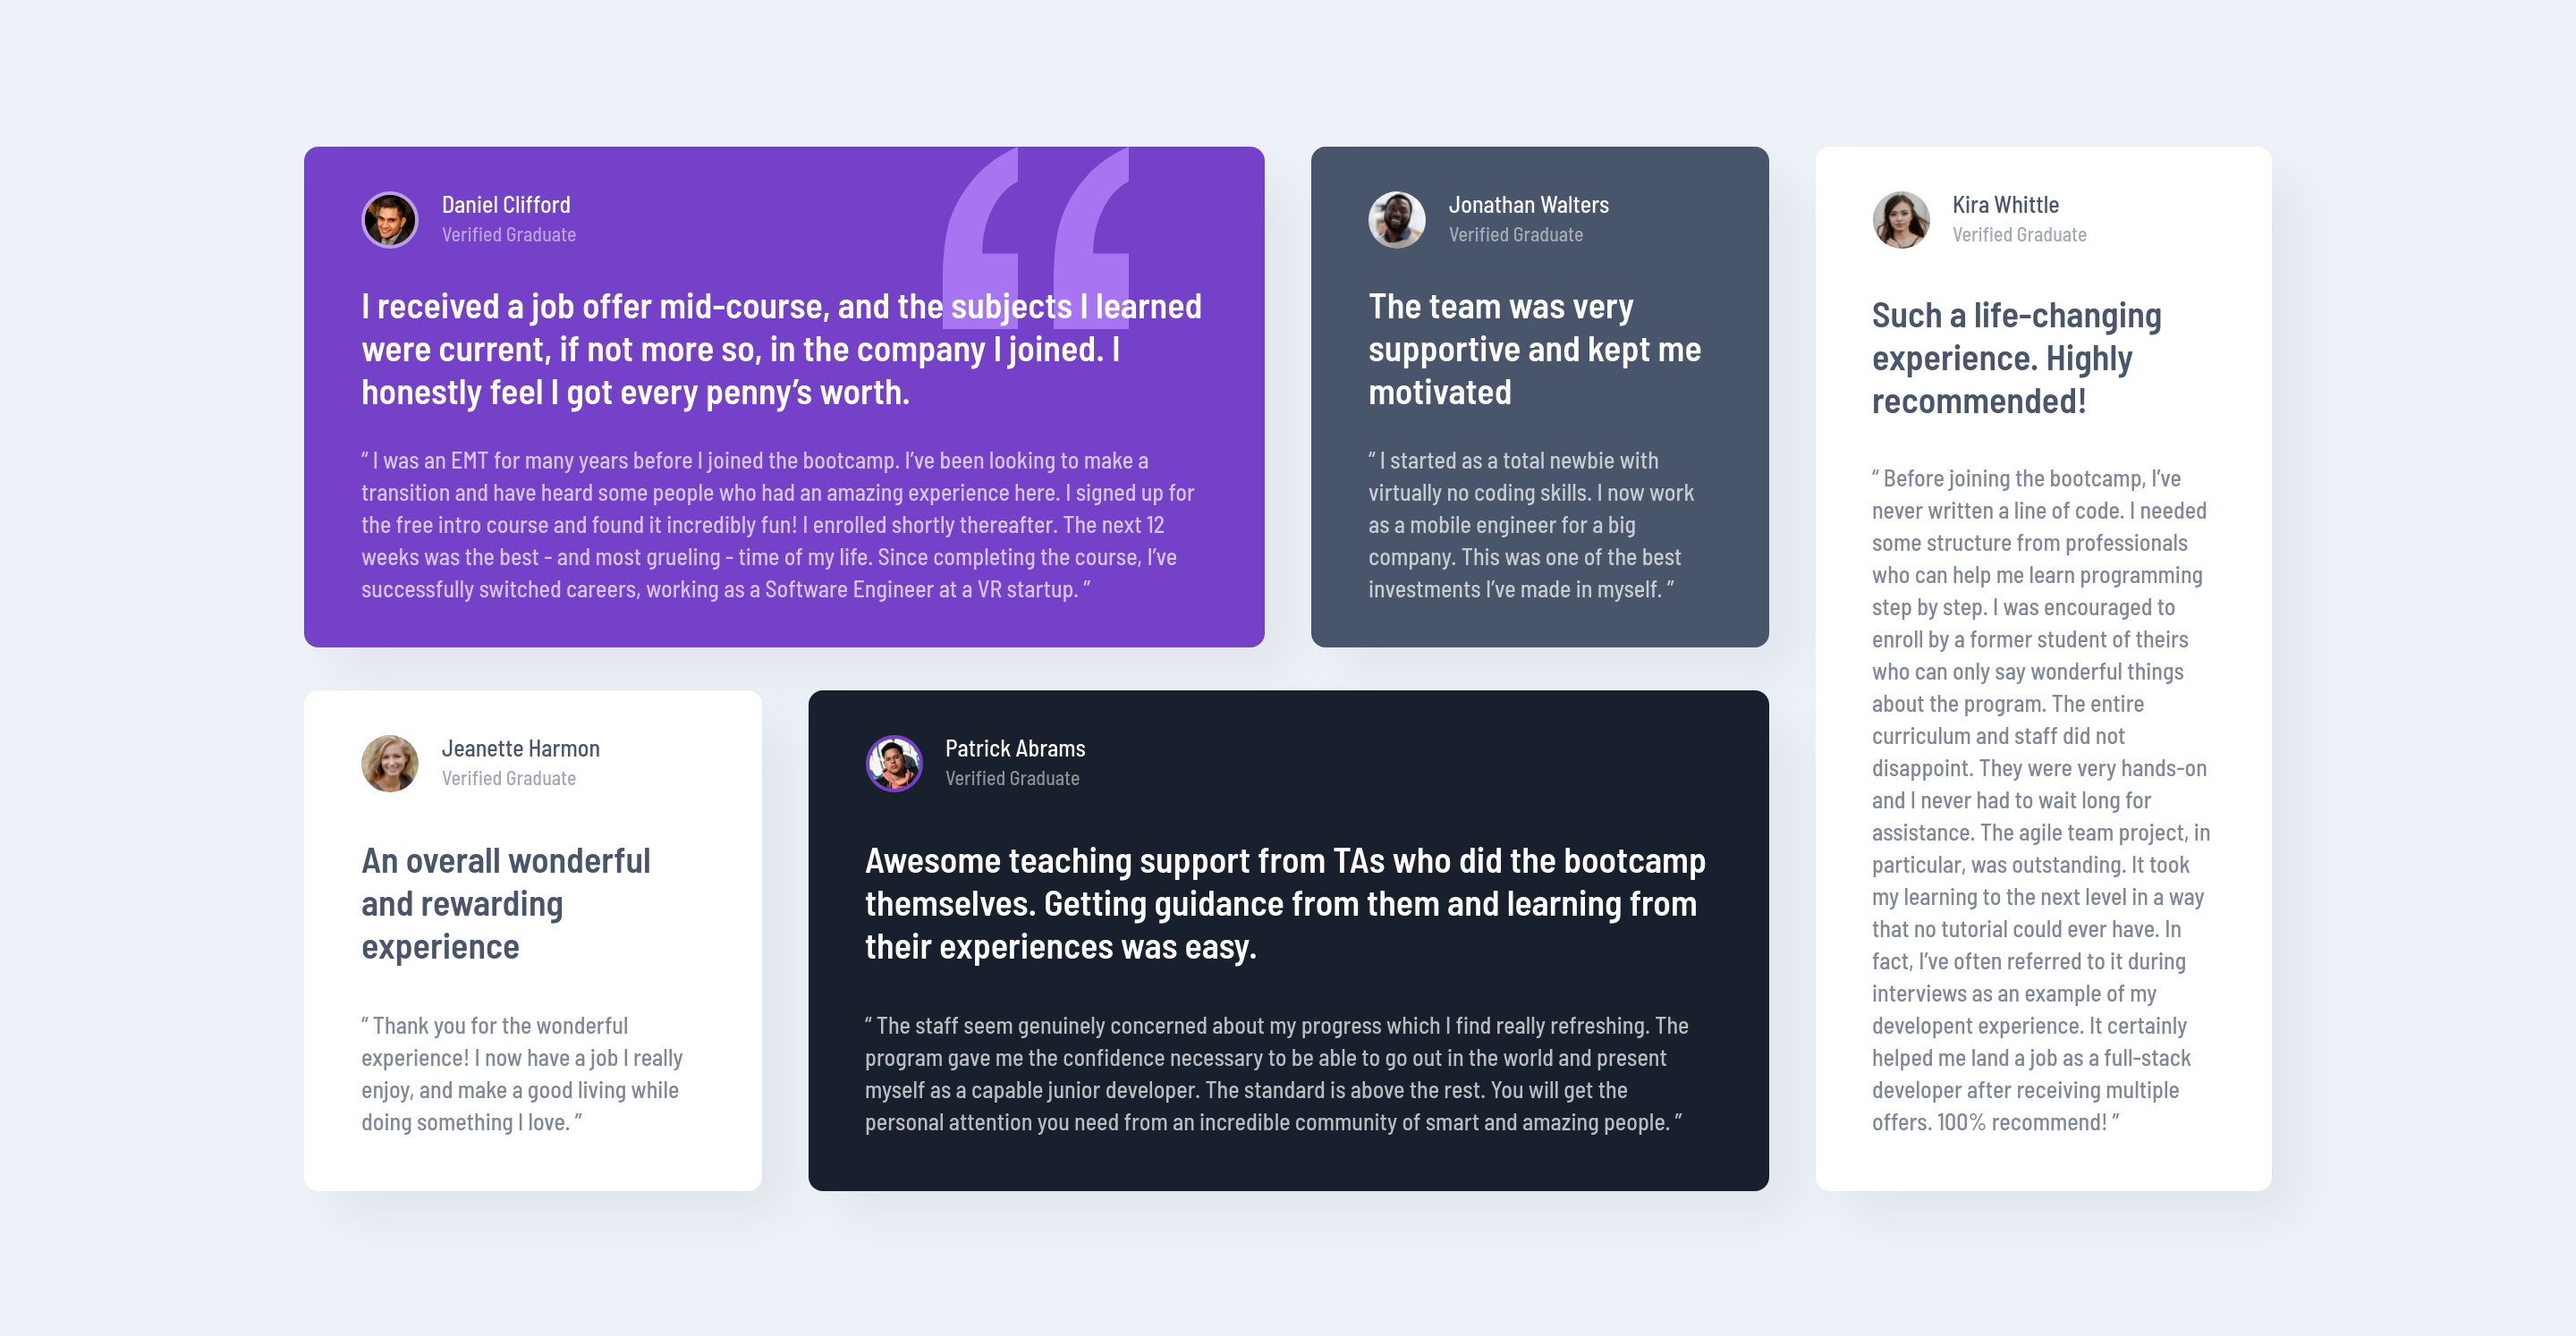 Daniel Clifford
Verified Graduate
I received a job offer mid-course, and the subjects I learned
were current, if not more so, in the company I joined. I
honestly feel I got every penny’s worth.
“ I was an EMT for many years before I joined the bootcamp. I’ve been looking to make a
transition and have heard some people who had an amazing experience here. I signed up for
the free intro course and found it incredibly fun! I enrolled shortly thereafter. The next 12
weeks was the best - and most grueling - time of my life. Since completing the course, I’ve
successfully switched careers, working as a Software Engineer at a VR startup. ”
Jonathan Walters
Verified Graduate
The team was very
supportive and kept me
motivated
“ I started as a total newbie with
virtually no coding skills. I now work
as a mobile engineer for a big
company. This was one of the best
investments I’ve made in myself. ”
Kira Whittle
Verified Graduate
Such a life-changing
experience. Highly
recommended!
“ Before joining the bootcamp, I’ve
never written a line of code. I needed
some structure from professionals
who can help me learn programming
step by step. I was encouraged to
enroll by a former student of theirs
who can only say wonderful things
about the program. The entire
curriculum and staff did not
disappoint. They were very hands-on
and I never had to wait long for
assistance. The agile team project, in
particular, was outstanding. It took
my learning to the next level in a way
that no tutorial could ever have. In
fact, I’ve often referred to it during
interviews as an example of my
developent experience. It certainly
helped me land a job as a full-stack
developer after receiving multiple
offers. 100% recommend! ”
Jeanette Harmon
Verified Graduate
An overall wonderful
and rewarding
experience
“ Thank you for the wonderful
experience! I now have a job I really
enjoy, and make a good living while
doing something I love. ”
Patrick Abrams
Verified Graduate
Awesome teaching support from TAs who did the bootcamp
themselves. Getting guidance from them and learning from
their experiences was easy.
“ The staff seem genuinely concerned about my progress which I find really refreshing. The
program gave me the confidence necessary to be able to go out in the world and present
myself as a capable junior developer. The standard is above the rest. You will get the
personal attention you need from an incredible community of smart and amazing people. ”